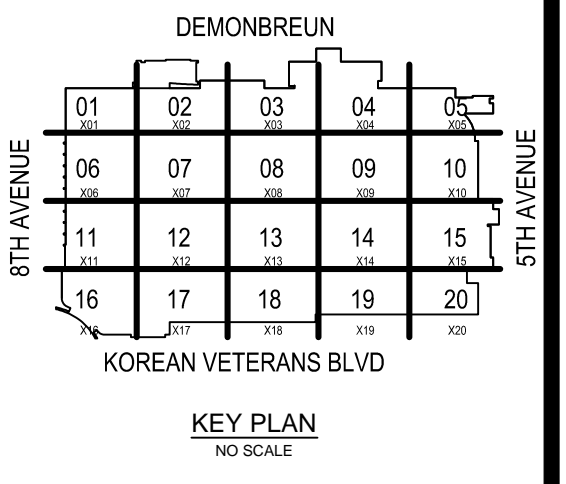 DEMONBREUN
01 02 03 04 05
X01 X02 X03 X04 X05
06 07 08 09 10
X06 X07 X08 X09 X10
8TH AVENUE
5TH AVENUE
11 12 13 14 15
X11 X12 X13 X14 X15
16 17 18 19 20
X16 X17 X18 X19 X20
KOREAN VETERANS BLVD
KEY PLAN
NO SCALE